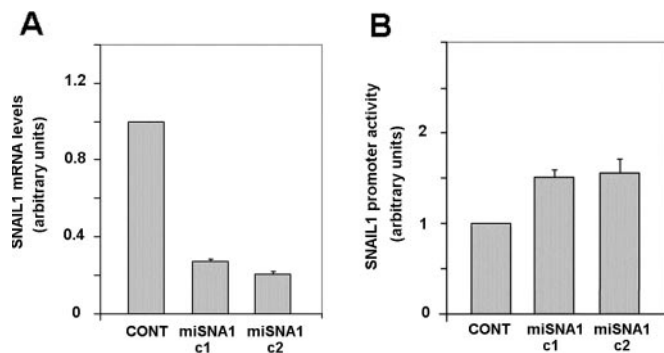 A
SNAIL1 mRNA levels
(arbitrary units)
1.2
0.8
0.4
0
CONT
miSNA1
c1
miSNA1
c2
B
SNAIL1 promoter activity
(arbitrary units)
2
1
0
CONT
miSNA1
c1
miSNA1
c2